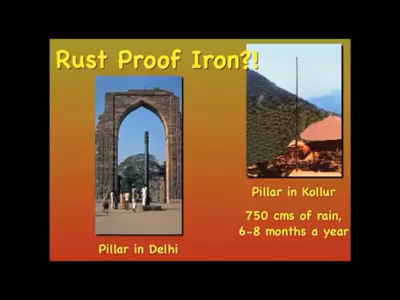 Rust Proof Iron?!
Pillar in Kollur
750 cms of rain,
6-8 months a year
Pillar in Delhi